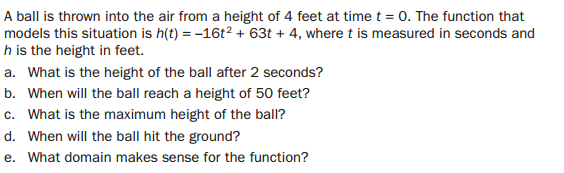 A ball is thrown into the air from a height of 4 feet at time t = 0. The function that
models this situation is h(t) = –16t² + 63t + 4, where t is measured in seconds and
h is the height in feet.
a. What is the height of the ball after 2 seconds?
b. When will the ball reach a height of 50 feet?
c. What is the maximum height of the ball?
d. When will the ball hit the ground?
e. What domain makes sense for the function?